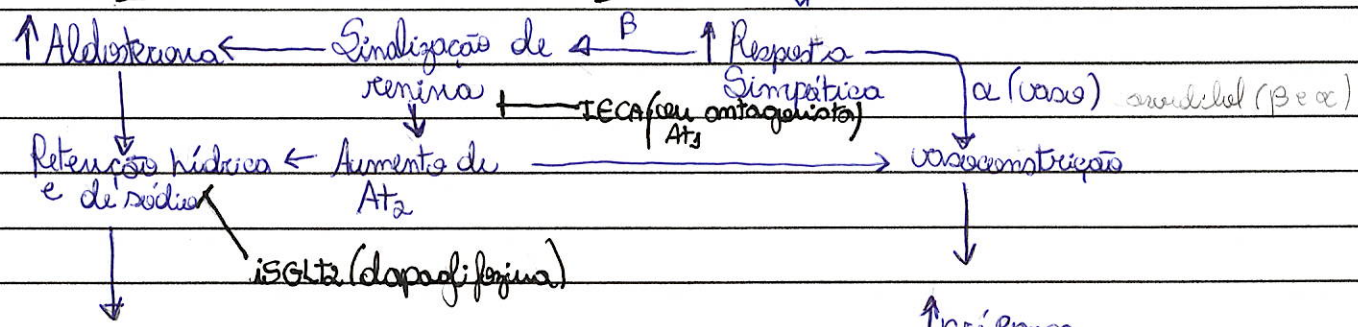 ↑ Aldosterona ← Sinalização de ← β ↑ Resposta
renina Simpática α (vaso) (β e α)
IECA (ou antagonista)
At1
Retenção hídrica ← Aumento de → vasoconstrição
e de sódio At2
iSGLT2 (dapaglifozina)